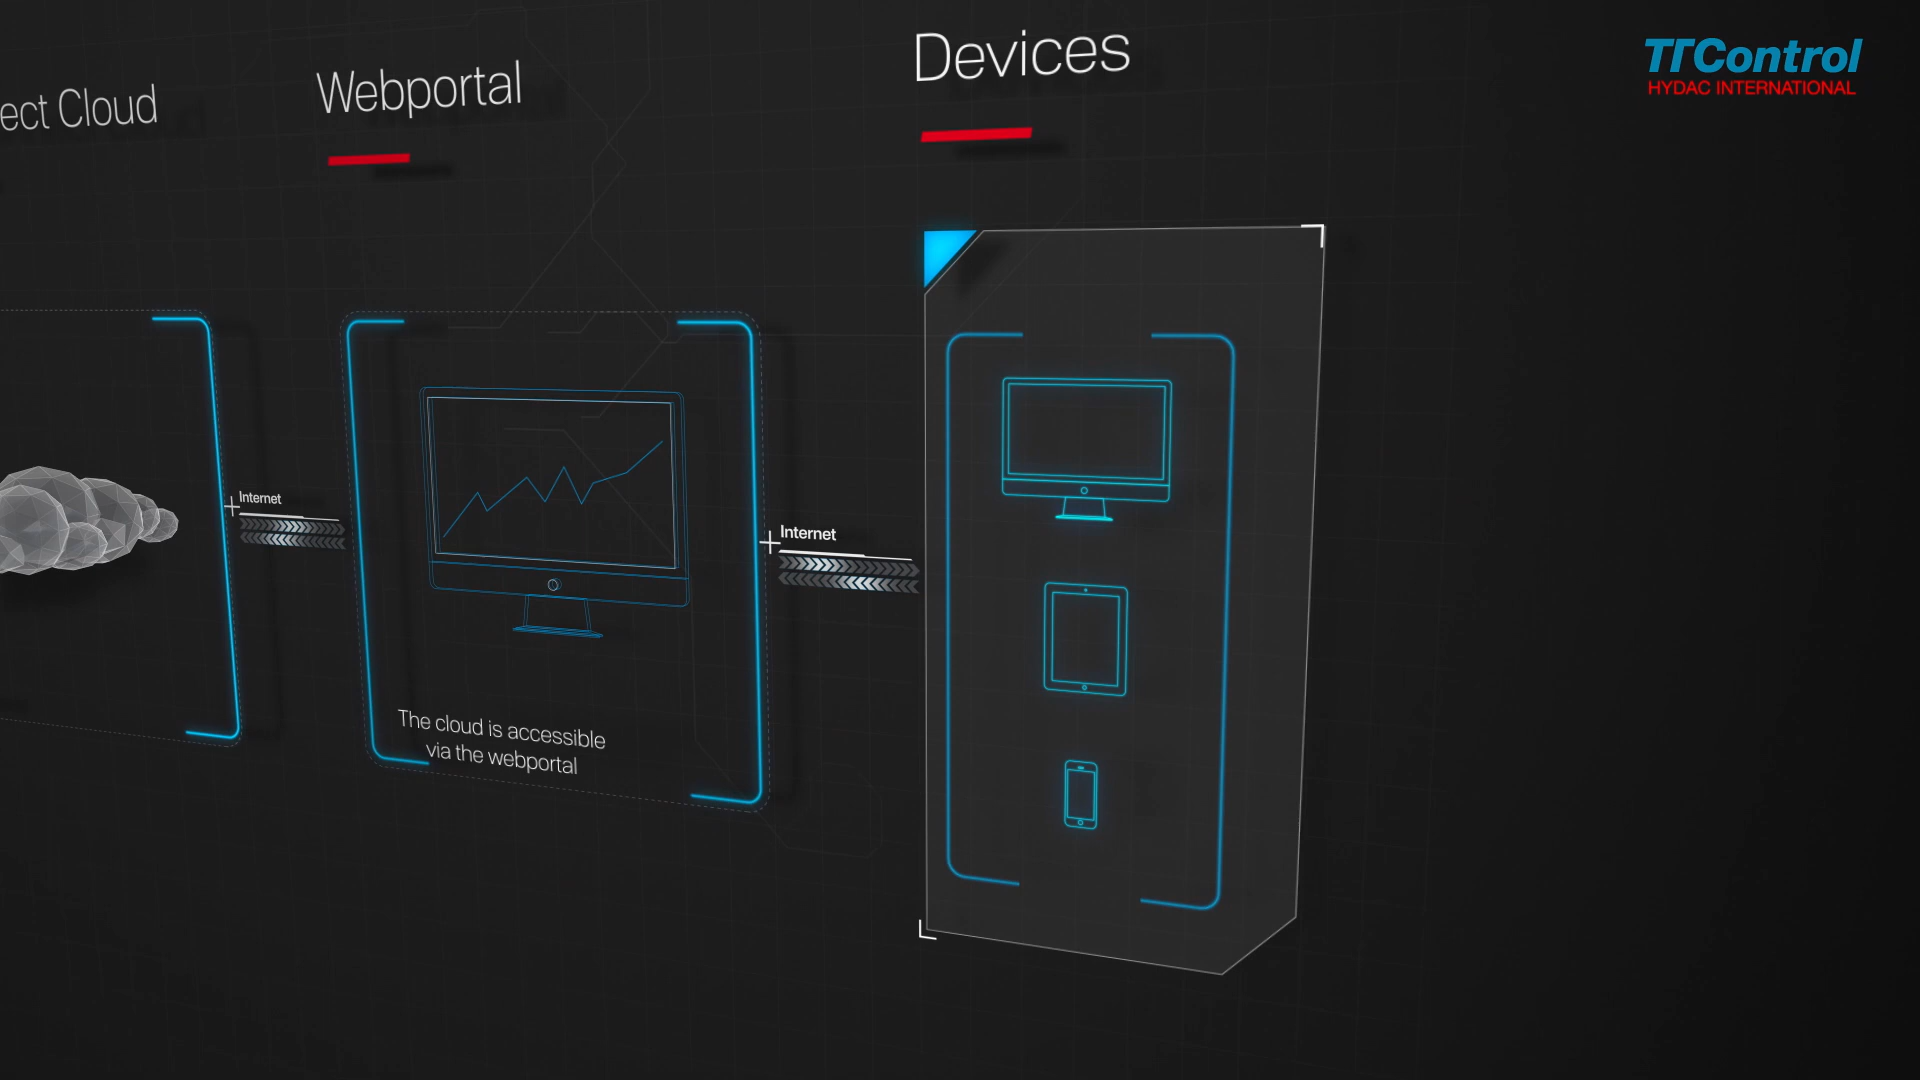 ect Cloud
Webportal
Devices
TTControl
HYDAC INTERNATIONAL
Internet
Internet
The cloud is accessible
via the webportal